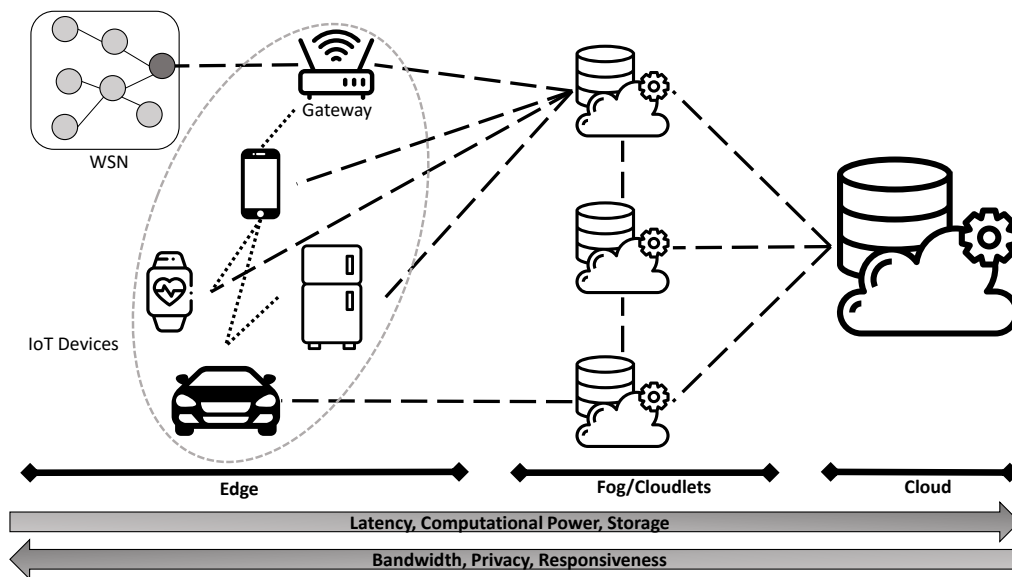 Gateway
WSN
IoT Devices
Edge
Fog/Cloudlets
Cloud
Latency, Computational Power, Storage
Bandwidth, Privacy, Responsiveness